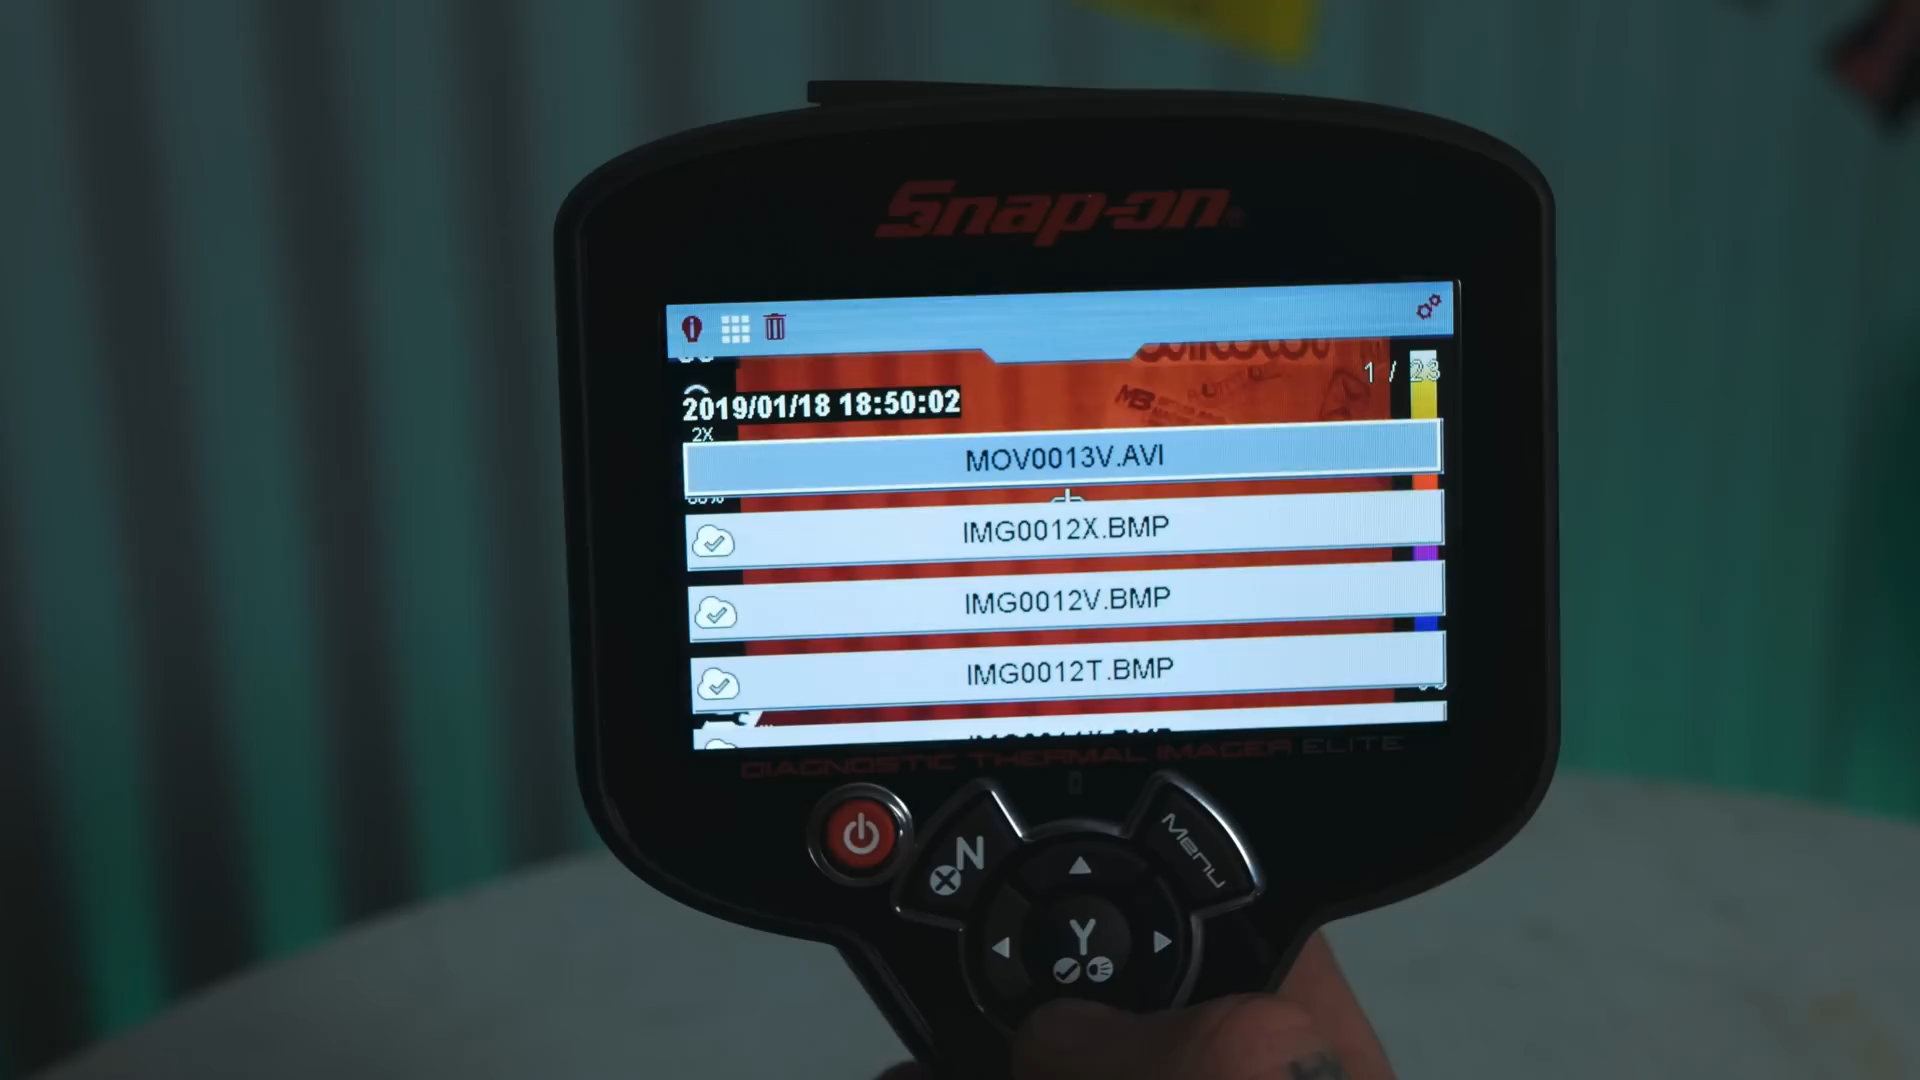 Snap-on
1 / 23
2019/01/18 18:50:02
2X
MOV0013V.AVI
IMG0012X.BMP
IMG0012V.BMP
IMG0012T.BMP
DIAGNOSTIC THERMAL IMAGER ELITE
N
Menu
Y